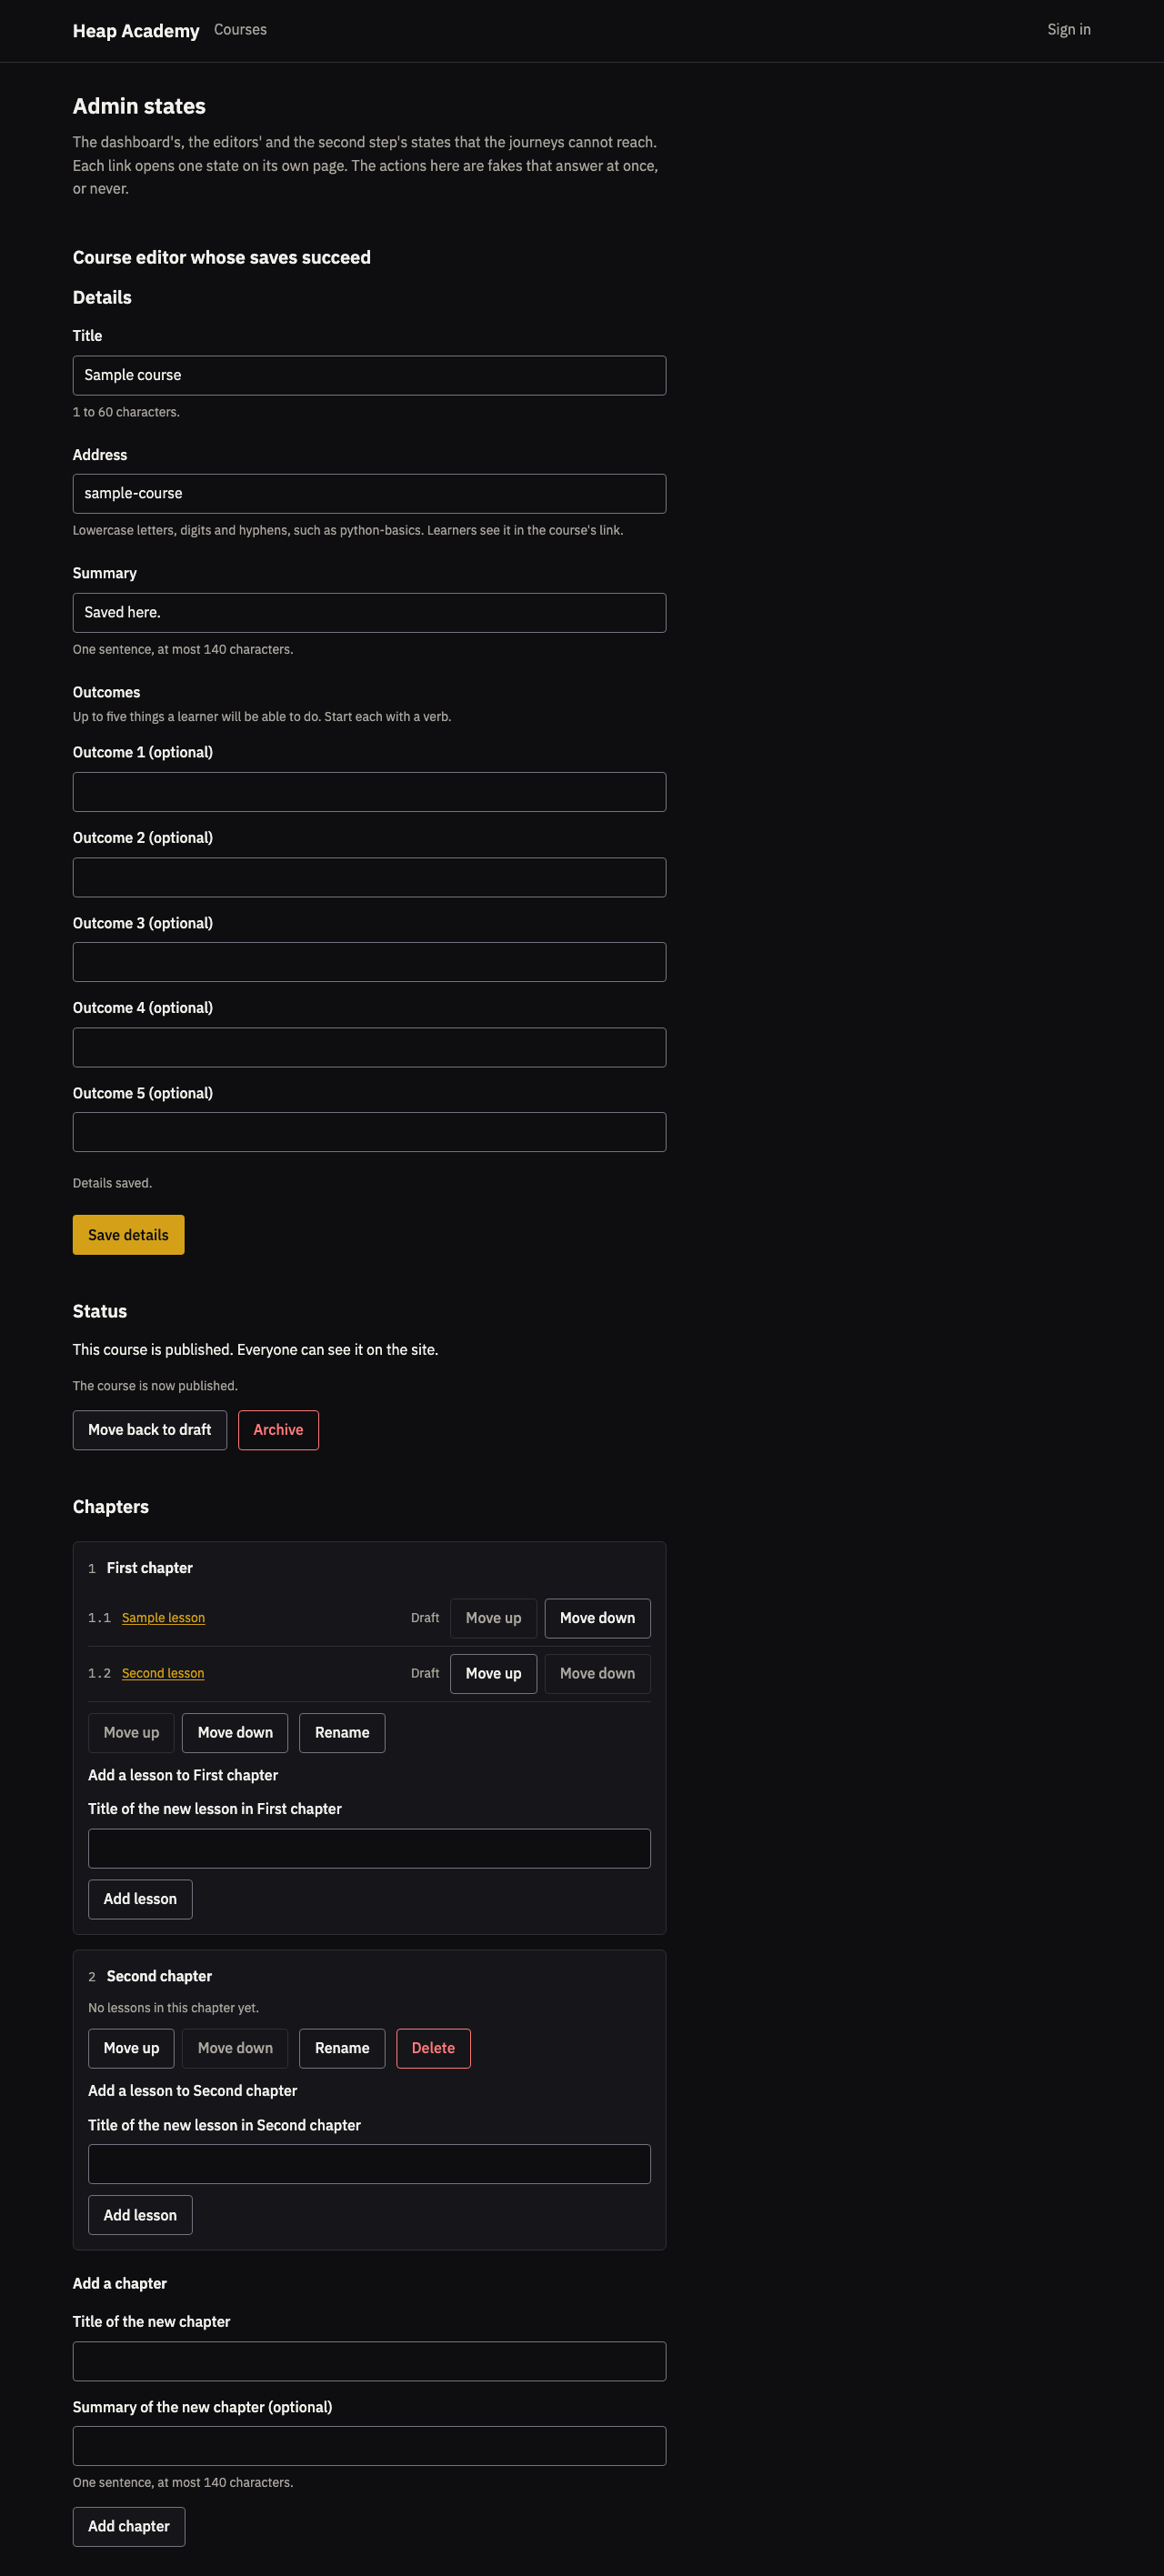 Heap Academy Courses Sign in
Admin states
The dashboard's, the editors' and the second step's states that the journeys cannot reach.
Each link opens one state on its own page. The actions here are fakes that answer at once,
or never.
Course editor whose saves succeed
Details
Title
Sample course
1 to 60 characters.
Address
sample-course
Lowercase letters, digits and hyphens, such as python-basics. Learners see it in the course's link.
Summary
Saved here.
One sentence, at most 140 characters.
Outcomes
Up to five things a learner will be able to do. Start each with a verb.
Outcome 1 (optional)
Outcome 2 (optional)
Outcome 3 (optional)
Outcome 4 (optional)
Outcome 5 (optional)
Details saved.
Save details
Status
This course is published. Everyone can see it on the site.
The course is now published.
Move back to draft Archive
Chapters
1 First chapter
1.1 Sample lesson Draft Move up Move down
1.2 Second lesson Draft Move up Move down
Move up Move down Rename
Add a lesson to First chapter
Title of the new lesson in First chapter
Add lesson
2 Second chapter
No lessons in this chapter yet.
Move up Move down Rename Delete
Add a lesson to Second chapter
Title of the new lesson in Second chapter
Add lesson
Add a chapter
Title of the new chapter
Summary of the new chapter (optional)
One sentence, at most 140 characters.
Add chapter